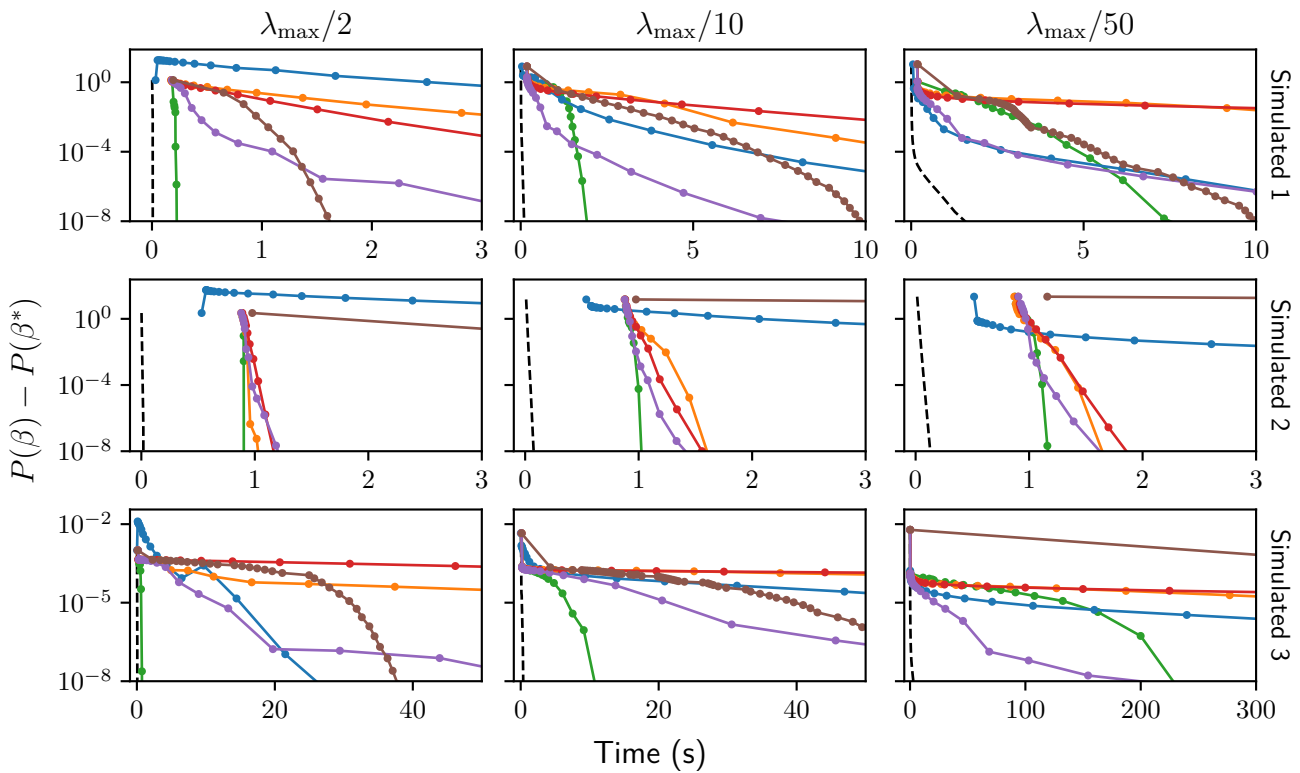 λmax/2 λmax/10 λmax/50
P(β) − P(β*)
10^0
10^−4
10^−8
0 1 2 3
0 5 10
0 5 10
Simulated 1
10^0
10^−4
10^−8
0 1 2 3
0 1 2 3
0 1 2 3
Simulated 2
10^−2
10^−5
10^−8
0 20 40
0 20 40
0 100 200 300
Simulated 3
Time (s)